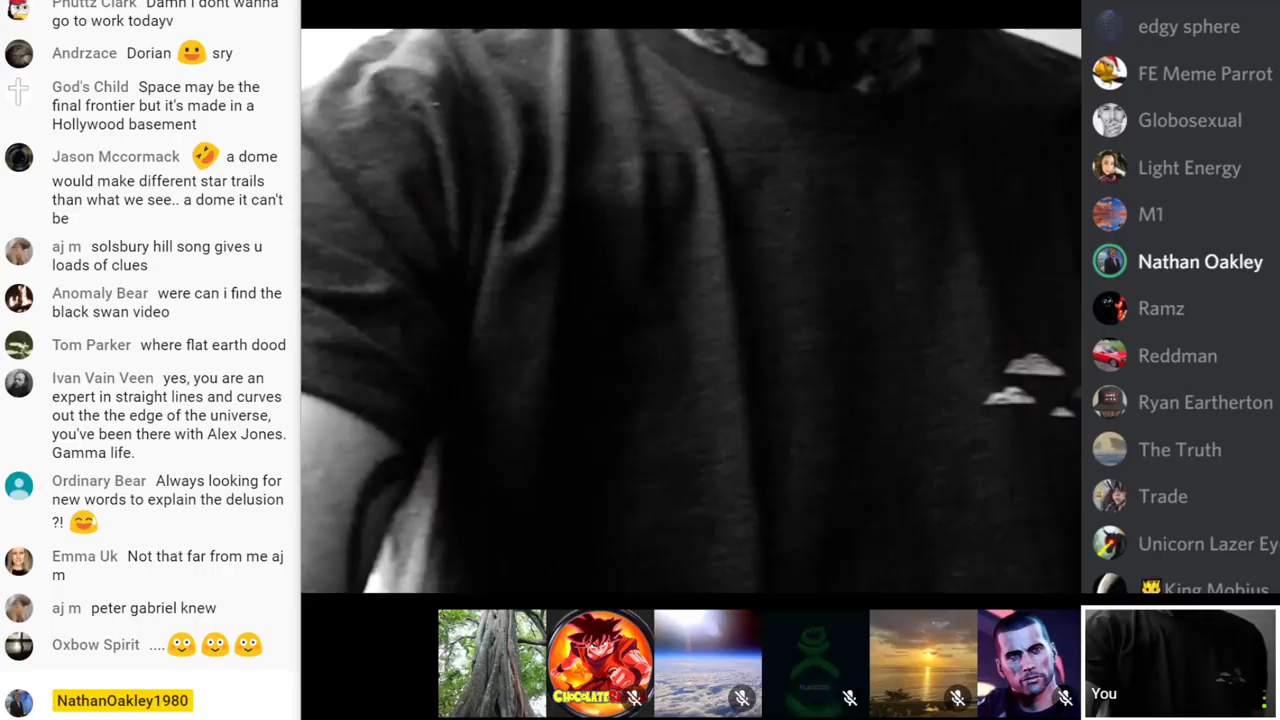 Phuttz Clark Damn I dont wanna
go to work todayv
Andrzace Dorian sry
God's Child Space may be the
final frontier but it's made in a
Hollywood basement
Jason Mccormack a dome
would make different star trails
than what we see.. a dome it can't
be
aj m solsbury hill song gives u
loads of clues
Anomaly Bear were can i find the
black swan video
Tom Parker where flat earth dood
Ivan Vain Veen yes, you are an
expert in straight lines and curves
out the the edge of the universe,
you've been there with Alex Jones.
Gamma life.
Ordinary Bear Always looking for
new words to explain the delusion
?!
Emma Uk Not that far from me aj
m
aj m peter gabriel knew
Oxbow Spirit ....
NathanOakley1980
CHOCOLATE
You
edgy sphere
FE Meme Parrot
Globosexual
Light Energy
M1
Nathan Oakley
Ramz
Reddman
Ryan Eartherton
The Truth
Trade
Unicorn Lazer Ey
King Mobius